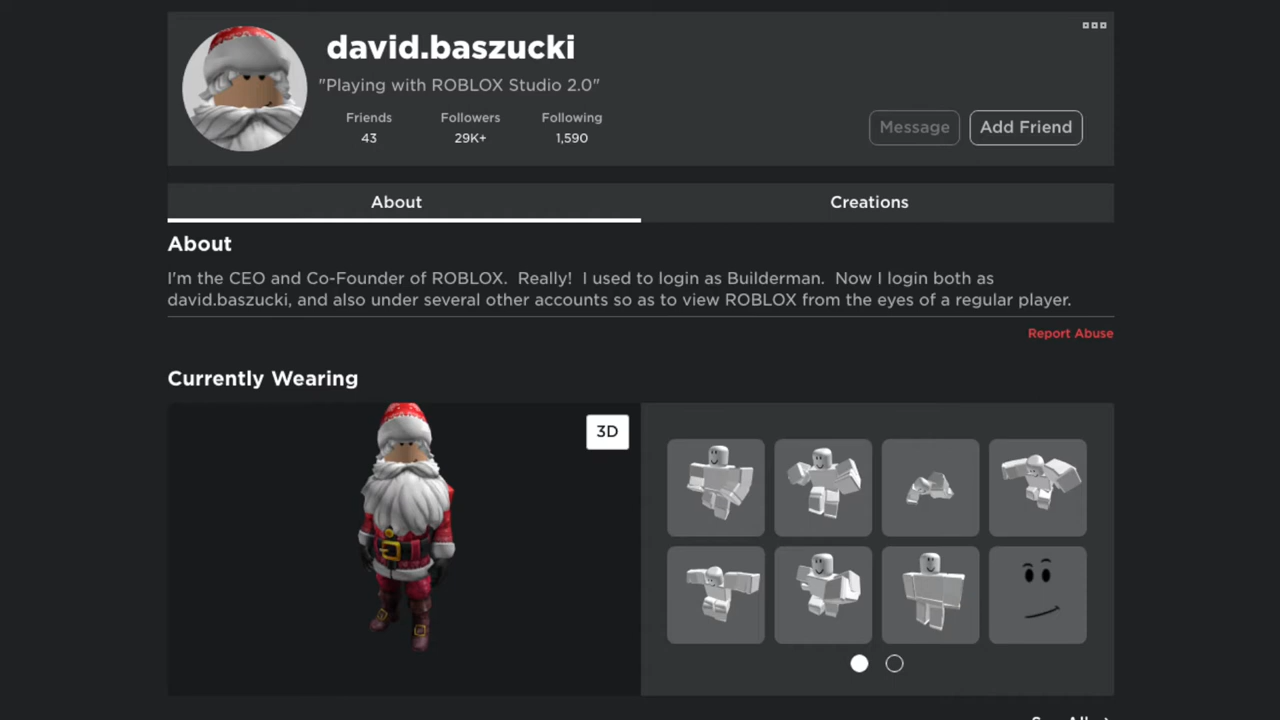 david.baszucki
"Playing with ROBLOX Studio 2.0"
Friends Followers Following
43 29K+ 1,590
Message Add Friend
About Creations
About
I'm the CEO and Co-Founder of ROBLOX.  Really!  I used to login as Builderman.  Now I login both as
david.baszucki, and also under several other accounts so as to view ROBLOX from the eyes of a regular player.
Report Abuse
Currently Wearing
3D